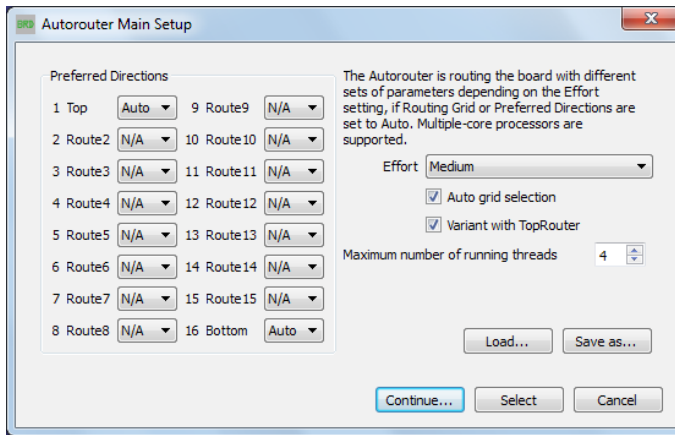 BRD Autorouter Main Setup
Preferred Directions
1 Top Auto 9 Route9 N/A
2 Route2 N/A 10 Route10 N/A
3 Route3 N/A 11 Route11 N/A
4 Route4 N/A 12 Route12 N/A
5 Route5 N/A 13 Route13 N/A
6 Route6 N/A 14 Route14 N/A
7 Route7 N/A 15 Route15 N/A
8 Route8 N/A 16 Bottom Auto
The Autorouter is routing the board with different
sets of parameters depending on the Effort
setting, if Routing Grid or Preferred Directions are
set to Auto. Multiple-core processors are
supported.
Effort Medium
Auto grid selection
Variant with TopRouter
Maximum number of running threads 4
Load... Save as...
Continue... Select Cancel